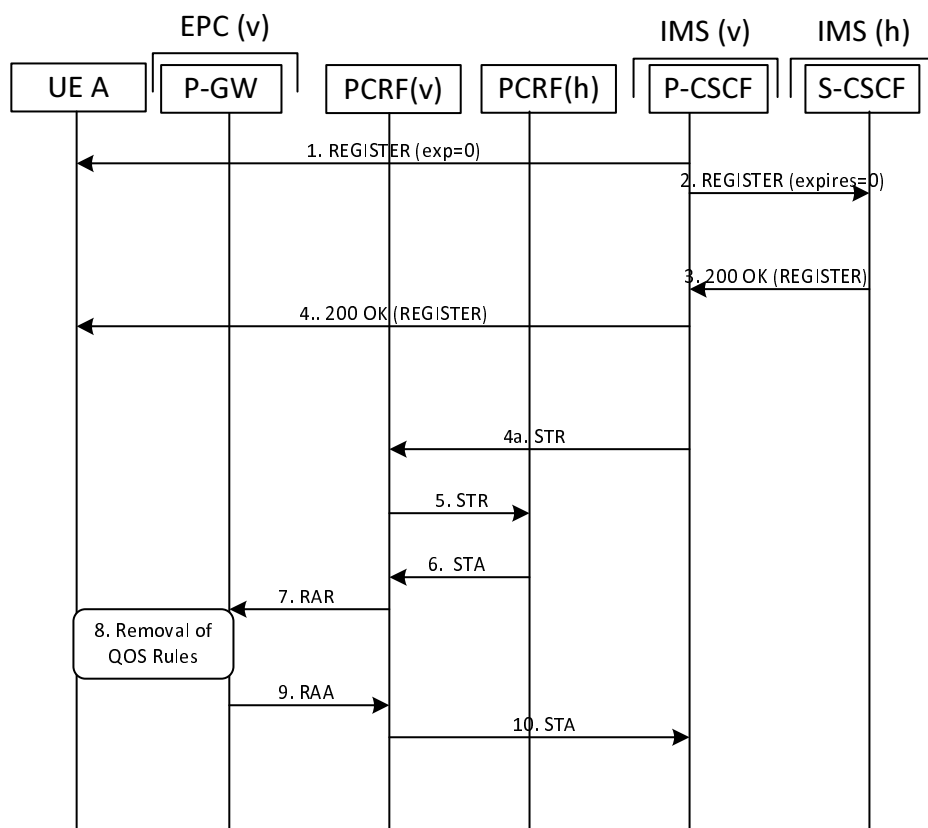 EPC (v)
IMS (v)
IMS (h)
UE A
P-GW
PCRF(v)
PCRF(h)
P-CSCF
S-CSCF
1. REGISTER (exp=0)
2. REGISTER (expires=0)
3. 200 OK (REGISTER)
4.. 200 OK (REGISTER)
4a. STR
5. STR
6. STA
7. RAR
8. Removal of
QOS Rules
9. RAA
10. STA